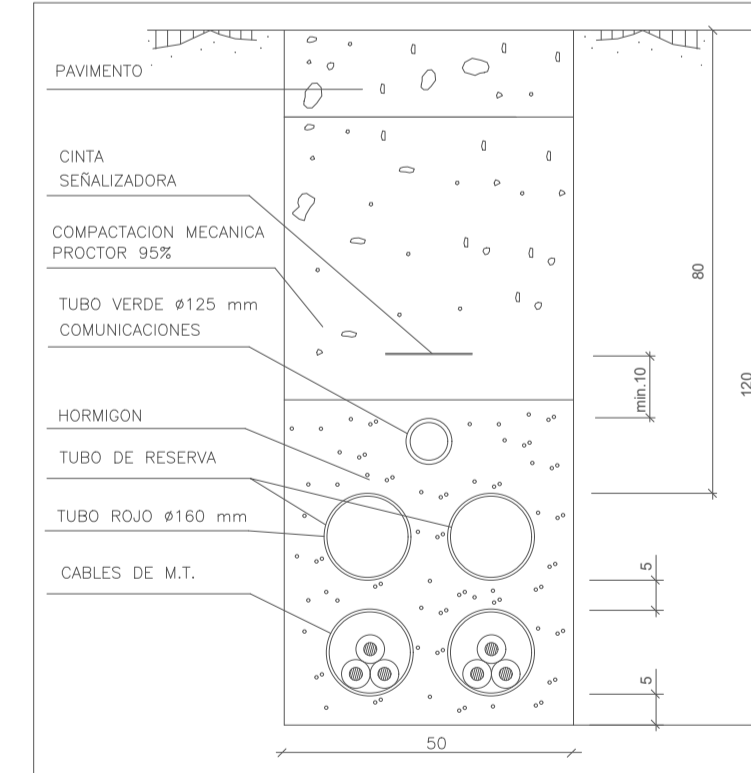 PAVIMENTO
CINTA
SEÑALIZADORA
COMPACTACION MECANICA
PROCTOR 95%
TUBO VERDE ø125 mm
COMUNICACIONES
HORMIGON
TUBO DE RESERVA
TUBO ROJO ø160 mm
CABLES DE M.T.
80
120
min.10
5
5
50